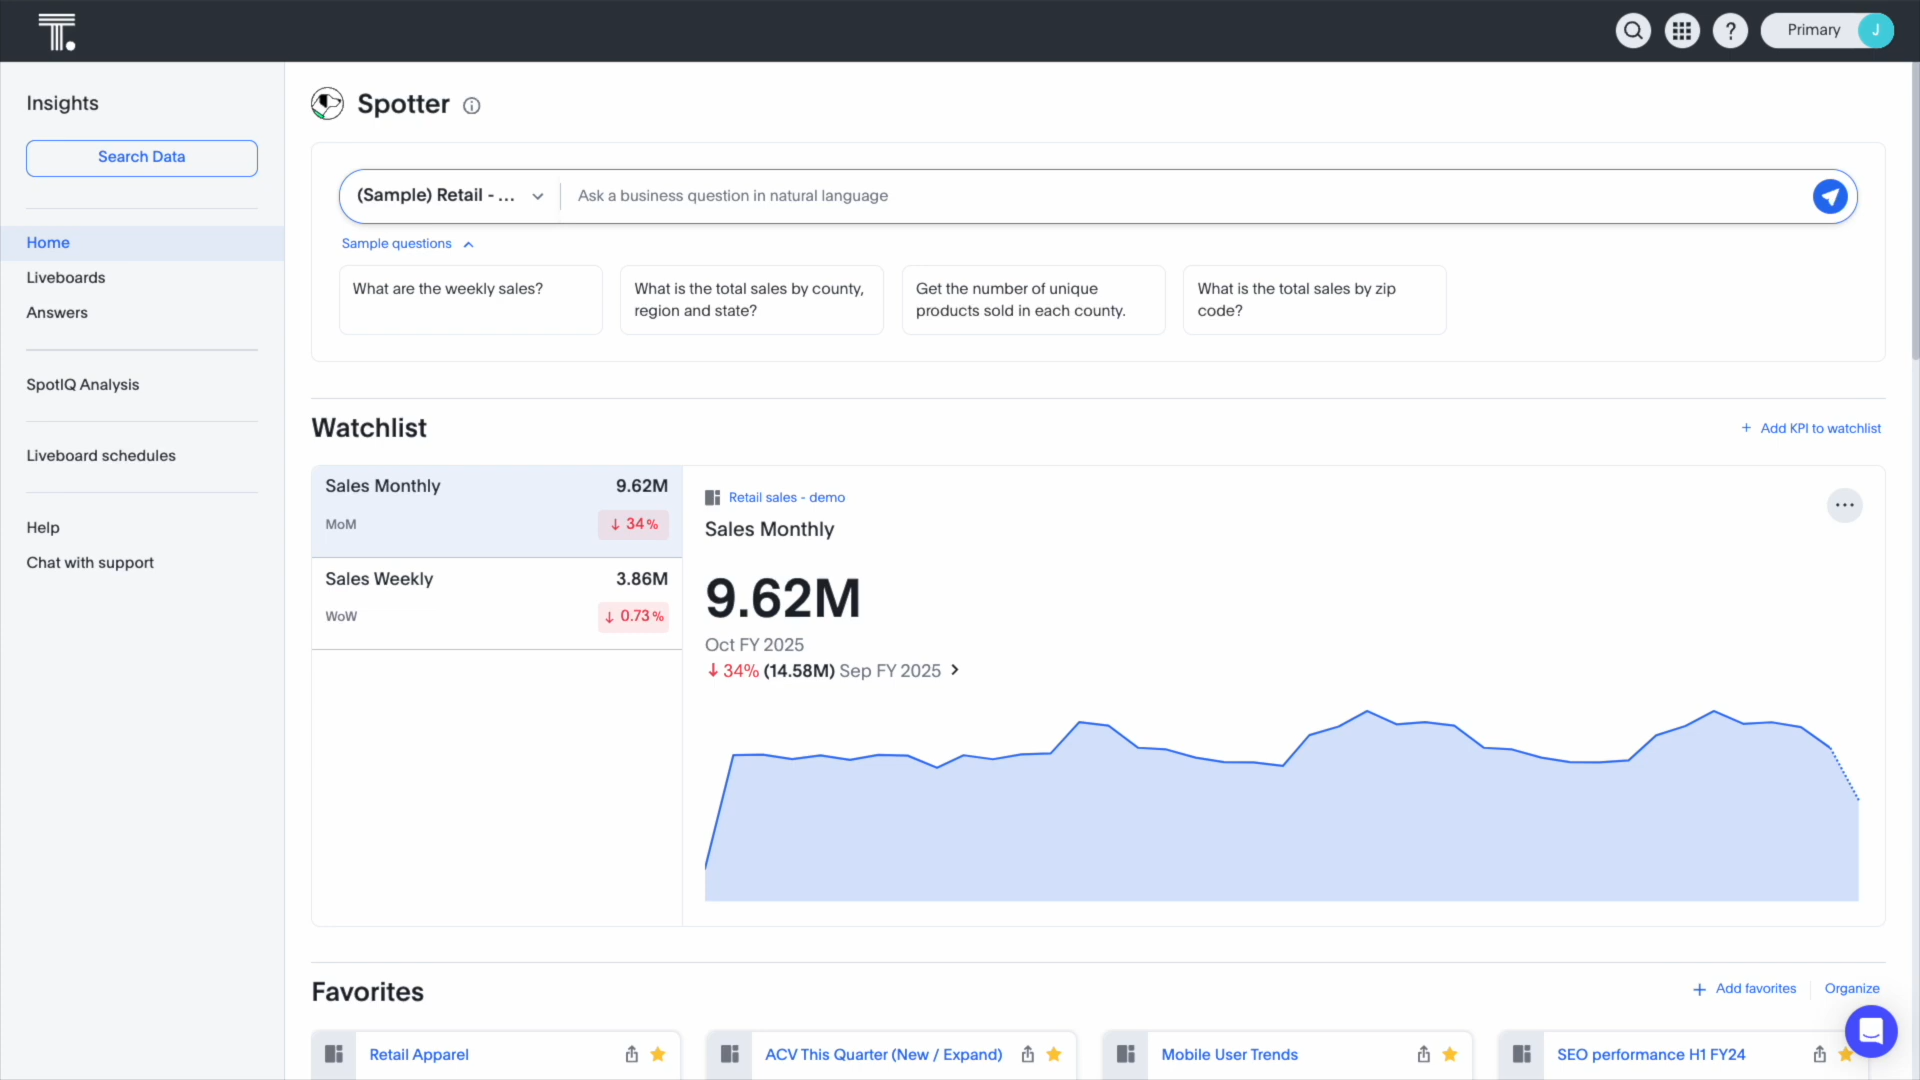 Primary
J
Insights
Search Data
Home
Liveboards
Answers
SpotIQ Analysis
Liveboard schedules
Help
Chat with support
Spotter
(Sample) Retail - ...
Ask a business question in natural language
Sample questions
What are the weekly sales?
What is the total sales by county,
region and state?
Get the number of unique
products sold in each county.
What is the total sales by zip
code?
Watchlist
+ Add KPI to watchlist
Sales Monthly 9.62M
MoM ↓ 34%
Sales Weekly 3.86M
WoW ↓ 0.73%
Retail sales - demo
Sales Monthly
9.62M
Oct FY 2025
↓ 34% (14.58M) Sep FY 2025 >
Favorites
+ Add favorites
Organize
Retail Apparel
ACV This Quarter (New / Expand)
Mobile User Trends
SEO performance H1 FY24